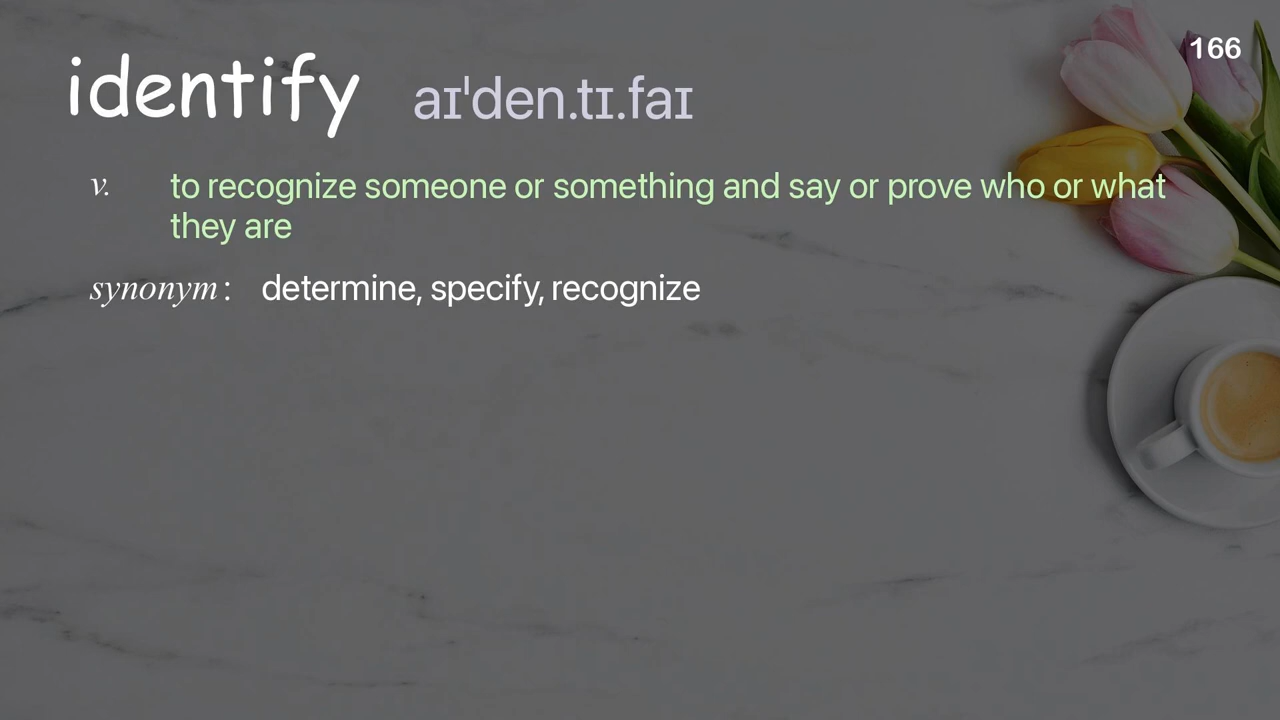 166
identify aɪˈden.tɪ.faɪ
v. to recognize someone or something and say or prove who or what
they are
synonym: determine, specify, recognize